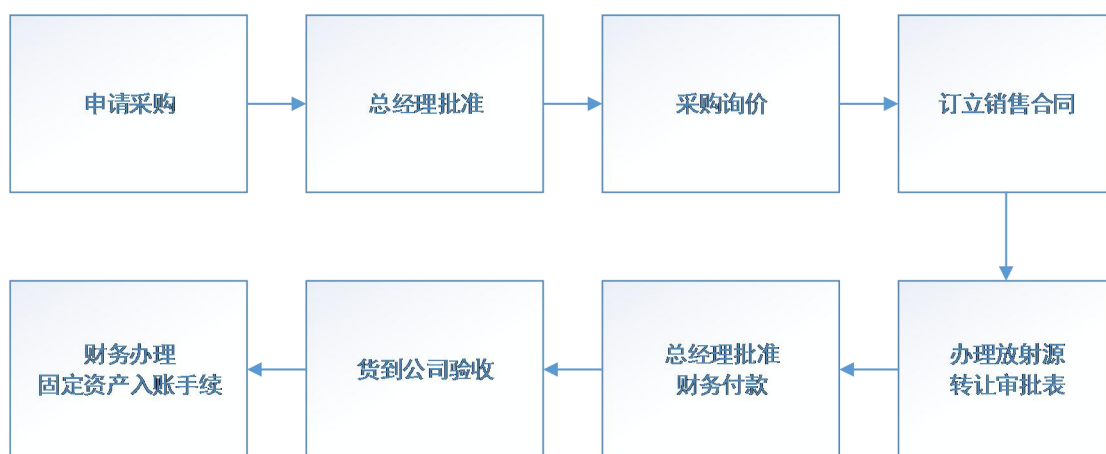 申请采购
总经理批准
采购询价
订立销售合同
办理放射源
转让审批表
总经理批准
财务付款
货到公司验收
财务办理
固定资产入账手续